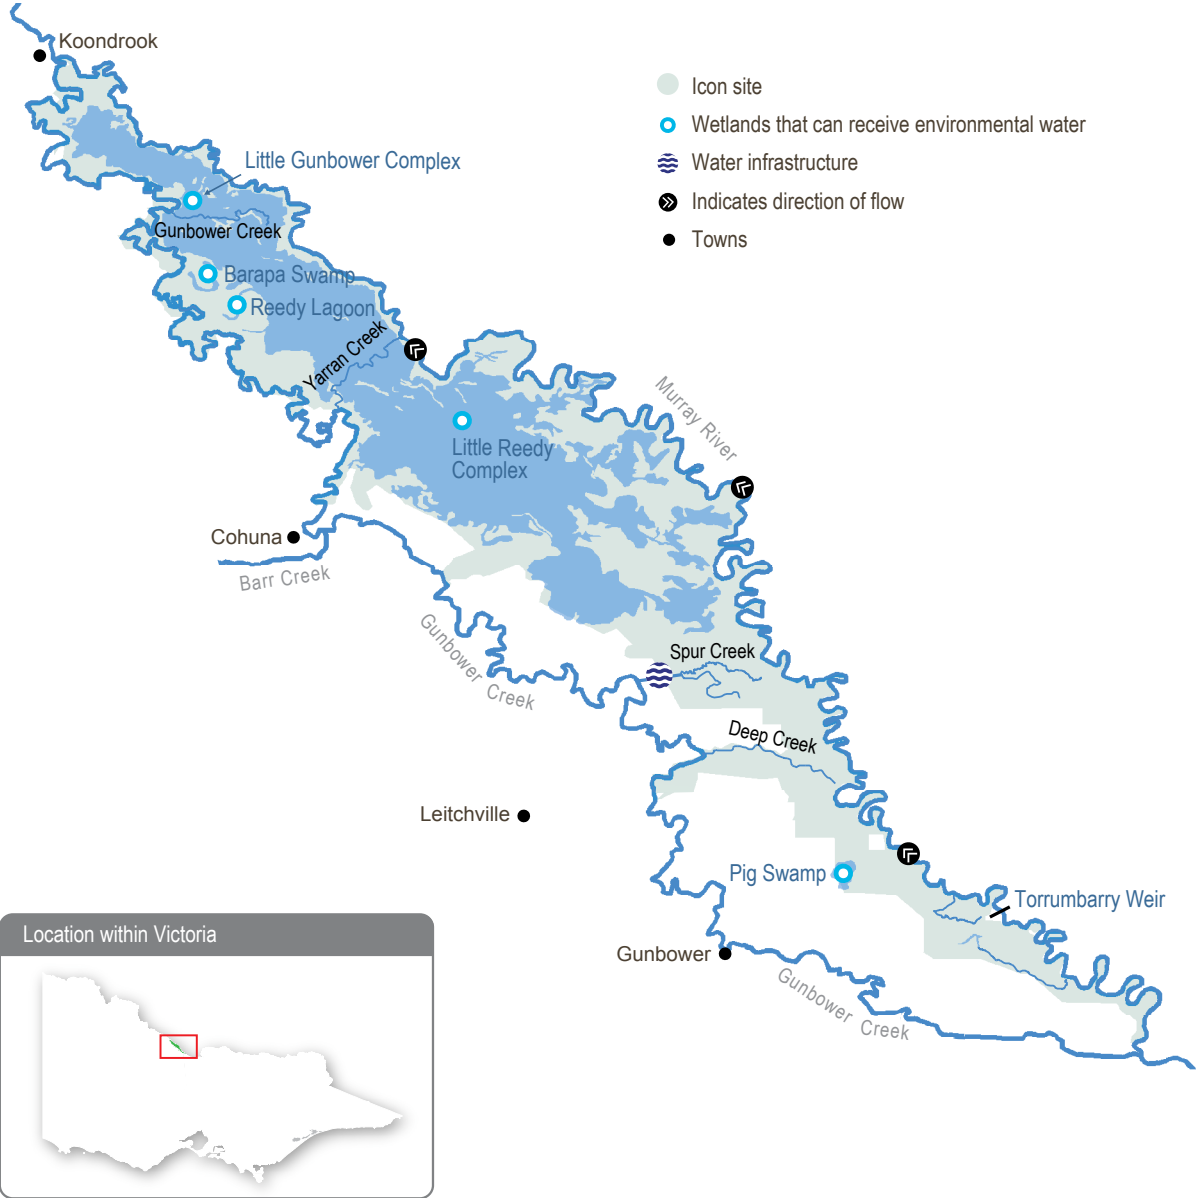 Koondrook
Icon site
Wetlands that can receive environmental water
Water infrastructure
Indicates direction of flow
Towns
Little Gunbower Complex
Gunbower Creek
Barapa Swamp
Reedy Lagoon
Yarran Creek
Murray River
Little Reedy
Complex
Cohuna
Barr Creek
Gunbower Creek
Spur Creek
Deep Creek
Leitchville
Pig Swamp
Torrumbarry Weir
Gunbower
Gunbower Creek
Location within Victoria